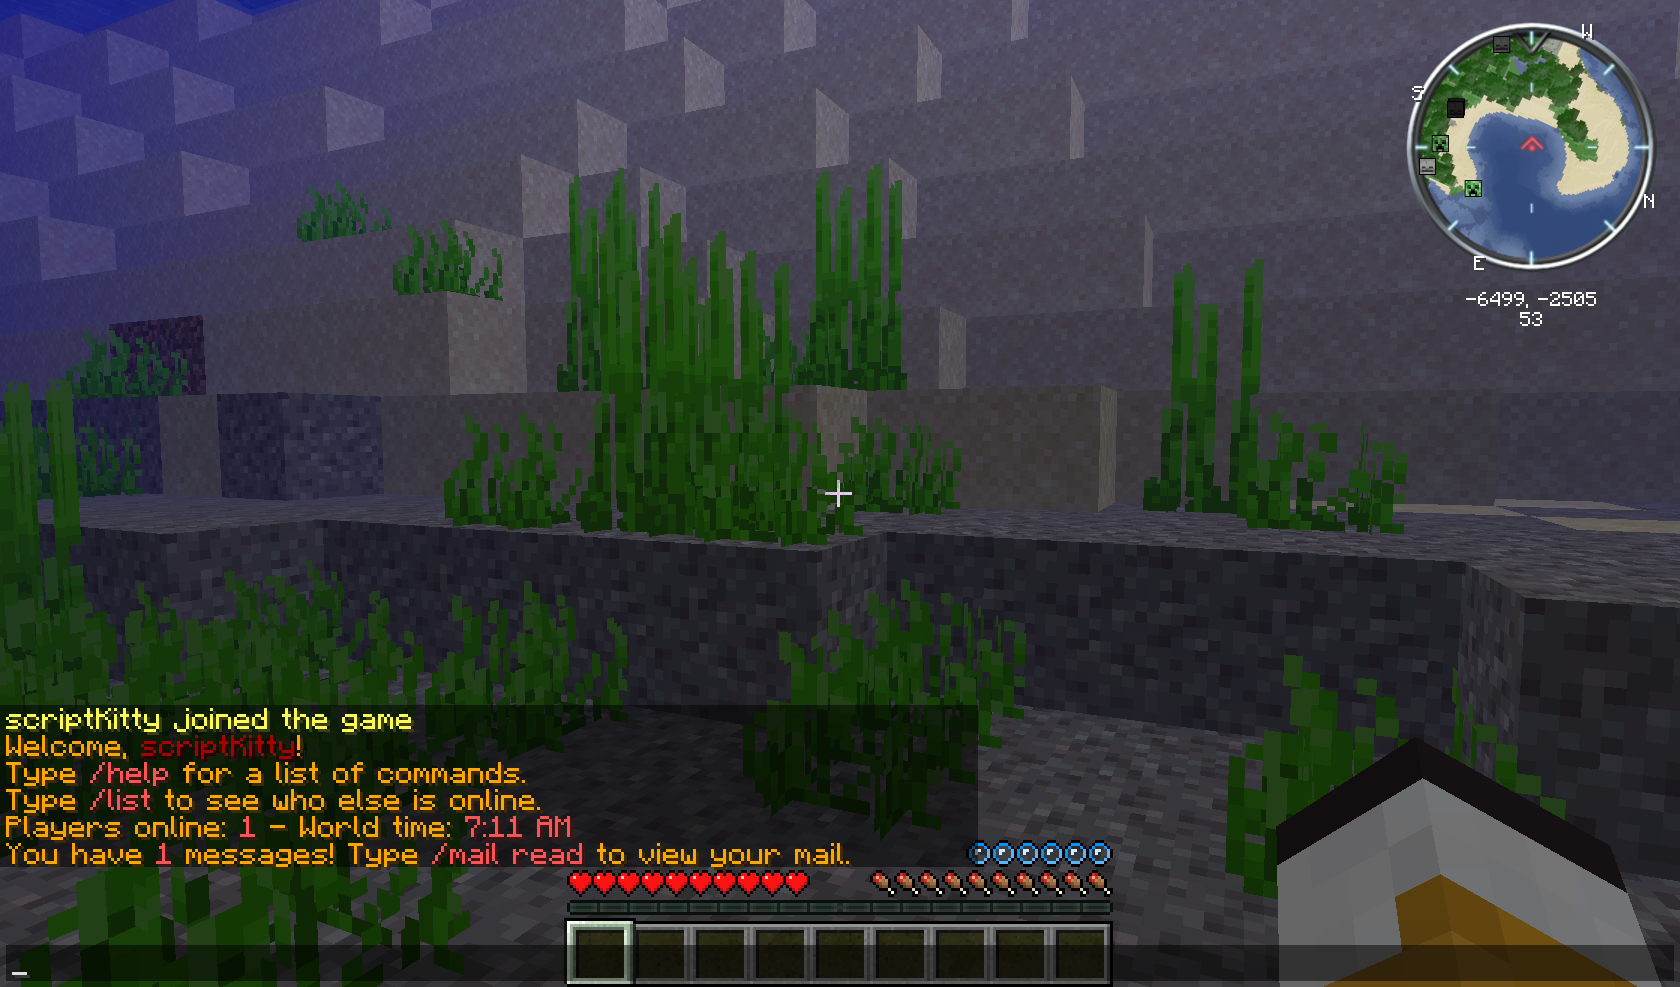 W
S
N
E
-6499, -2505
53
scriptKitty joined the game
Welcome, scriptKitty!
Type /help for a list of commands.
Type /list to see who else is online.
Players online: 1 - World time: 7:11 AM
You have 1 messages! Type /mail read to view your mail.
_